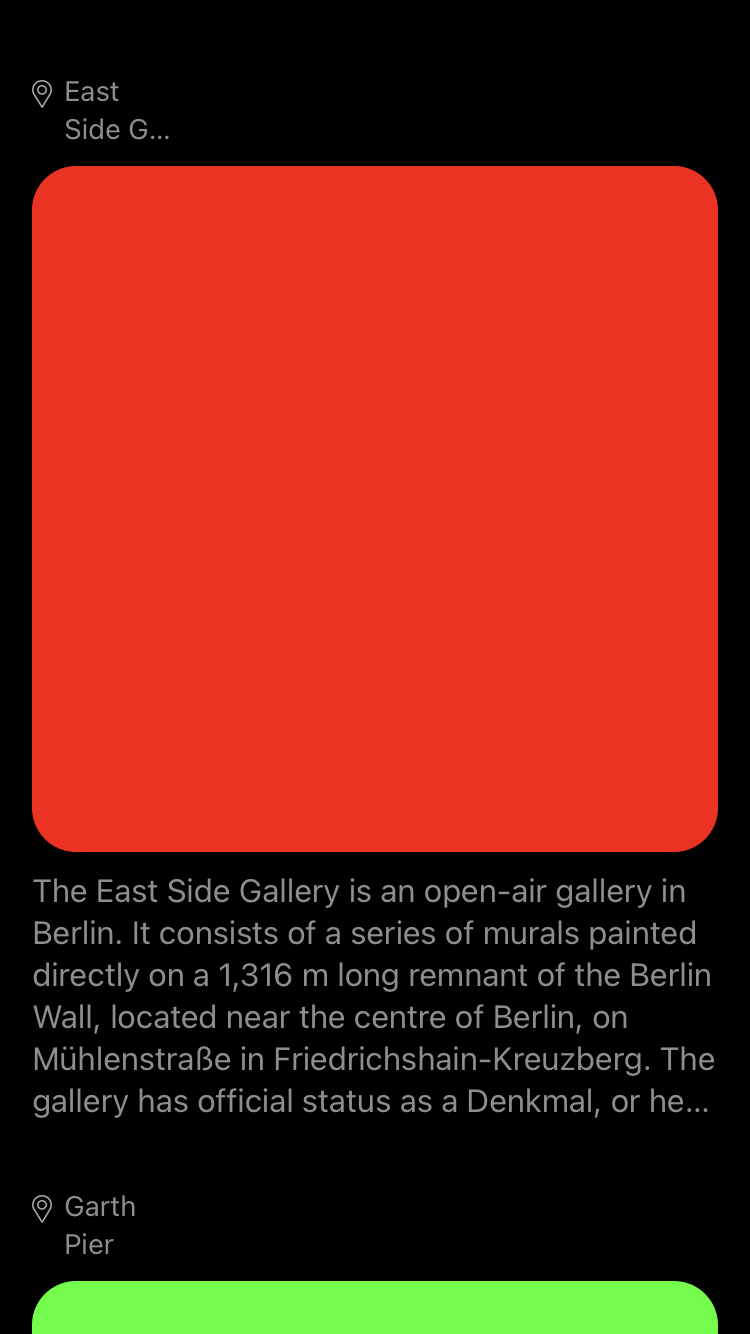 East
Side G...
The East Side Gallery is an open-air gallery in
Berlin. It consists of a series of murals painted
directly on a 1,316 m long remnant of the Berlin
Wall, located near the centre of Berlin, on
Mühlenstraße in Friedrichshain-Kreuzberg. The
gallery has official status as a Denkmal, or he...
Garth
Pier